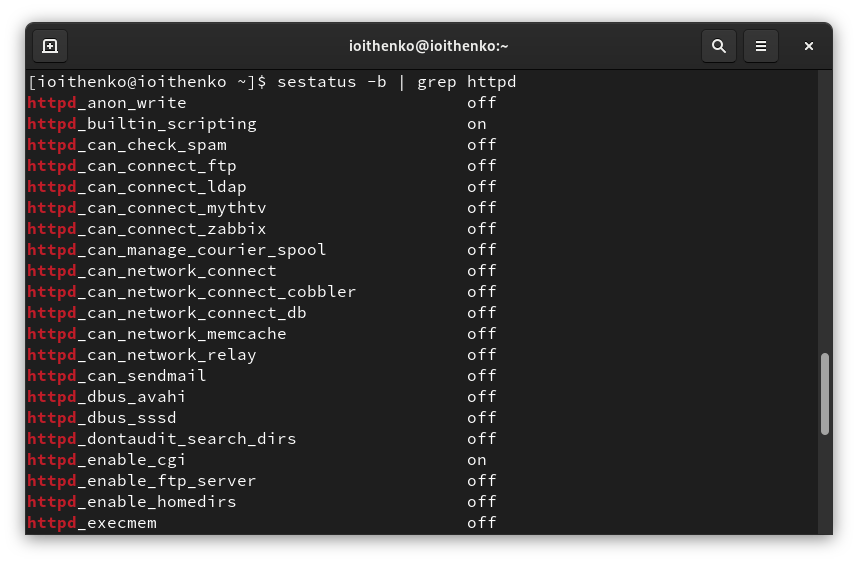 ioithenko@ioithenko:~
[ioithenko@ioithenko ~]$ sestatus -b | grep httpd
httpd_anon_write off
httpd_builtin_scripting on
httpd_can_check_spam off
httpd_can_connect_ftp off
httpd_can_connect_ldap off
httpd_can_connect_mythtv off
httpd_can_connect_zabbix off
httpd_can_manage_courier_spool off
httpd_can_network_connect off
httpd_can_network_connect_cobbler off
httpd_can_network_connect_db off
httpd_can_network_memcache off
httpd_can_network_relay off
httpd_can_sendmail off
httpd_dbus_avahi off
httpd_dbus_sssd off
httpd_dontaudit_search_dirs off
httpd_enable_cgi on
httpd_enable_ftp_server off
httpd_enable_homedirs off
httpd_execmem off